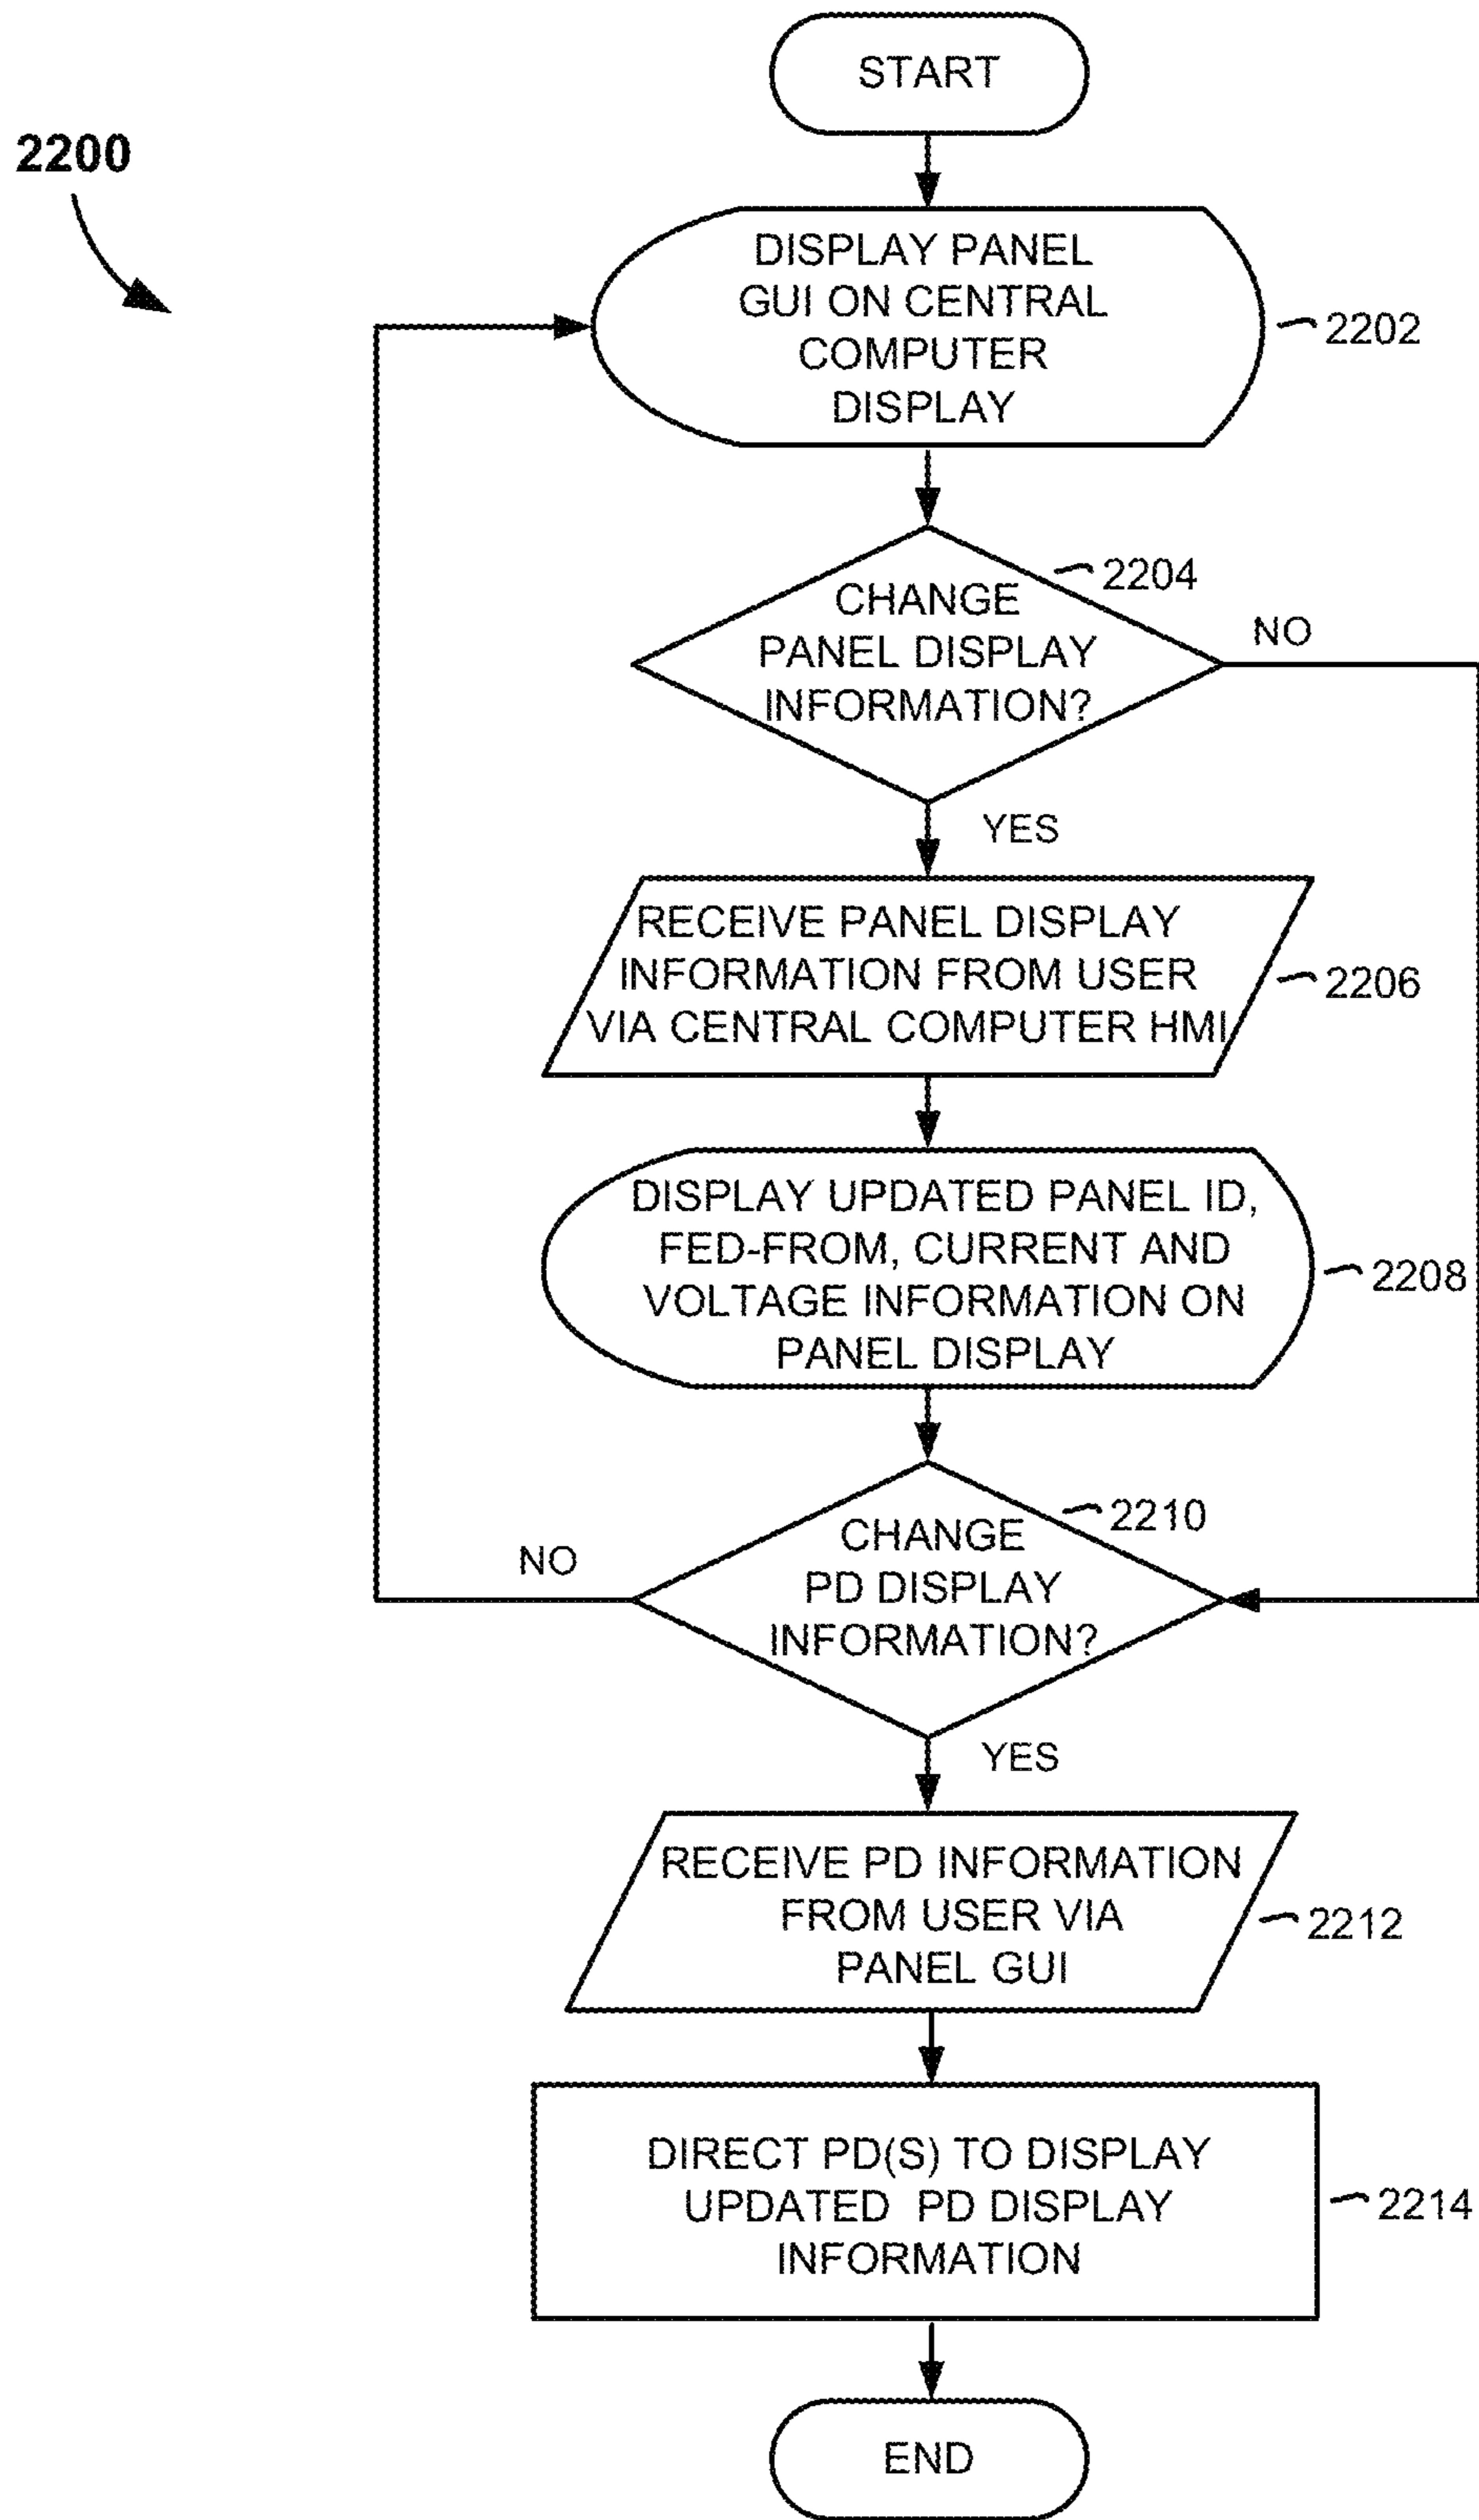 START
2200
DISPLAY PANEL
GUI ON CENTRAL
COMPUTER
DISPLAY
2202
2204
CHANGE
PANEL DISPLAY
INFORMATION?
NO
YES
RECEIVE PANEL DISPLAY
INFORMATION FROM USER
VIA CENTRAL COMPUTER HMI
2206
DISPLAY UPDATED PANEL ID,
FED-FROM, CURRENT AND
VOLTAGE INFORMATION ON
PANEL DISPLAY
2208
2210
CHANGE
PD DISPLAY
INFORMATION?
NO
YES
RECEIVE PD INFORMATION
FROM USER VIA
PANEL GUI
2212
DIRECT PD(S) TO DISPLAY
UPDATED PD DISPLAY
INFORMATION
2214
END